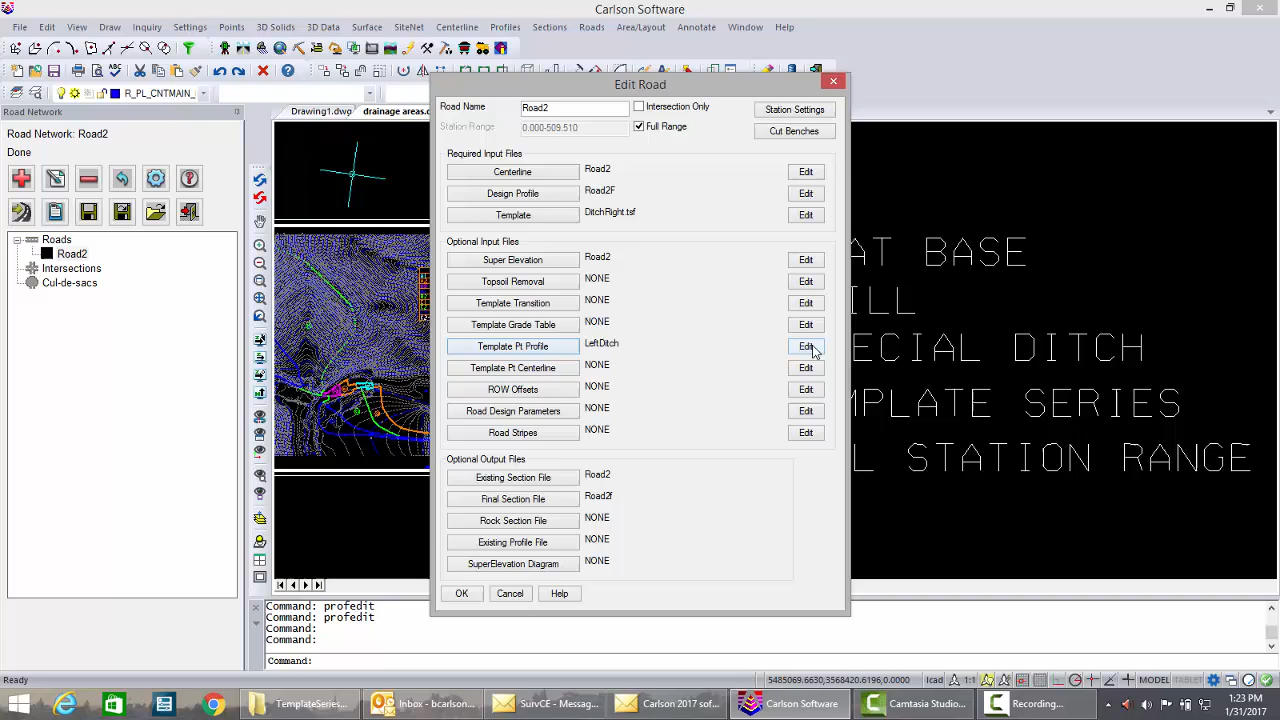 Carlson Software
File Edit View Draw Inquiry Settings Points 3D Solids 3D Data Surface SiteNet Centerline Profiles Sections Roads Area/Layout Annotate Window Help
R_PL_CNTMAIN_
Road Network
Road Network: Road2
Done
Roads
Road2
Intersections
Cul-de-sacs
Drawing1.dwg drainage areas.d
Edit Road
Road Name Road2 Intersection Only Station Settings
Station Range 0.000-509.510 Full Range Cut Benches
Required Input Files
Centerline Road2 Edit
Design Profile Road2F Edit
Template DitchRight.tsf Edit
Optional Input Files
Super Elevation Road2 Edit
Topsoil Removal NONE Edit
Template Transition NONE Edit
Template Grade Table NONE Edit
Template Pt Profile LeftDitch Edit
Template Pt Centerline NONE Edit
ROW Offsets NONE Edit
Road Design Parameters NONE Edit
Road Stripes NONE Edit
Optional Output Files
Existing Section File Road2
Final Section File Road2f
Rock Section File NONE
Existing Profile File NONE
SuperElevation Diagram NONE
OK Cancel Help
AT BASE
ILL
ECIAL DITCH
MPLATE SERIES
L STATION RANGE
Command: profedit
Command: profedit
Command:
Command:
Command:
Ready 5485069.6630, 3568420.6196, 0.0000 Icad 1:1 MODEL TABLET
TemplateSeries... Inbox - bcarlson... SurvCE - Messag... Carlson 2017 sof... Carlson Software Camtasia Studio... Recording... 1:23 PM
1/31/2017